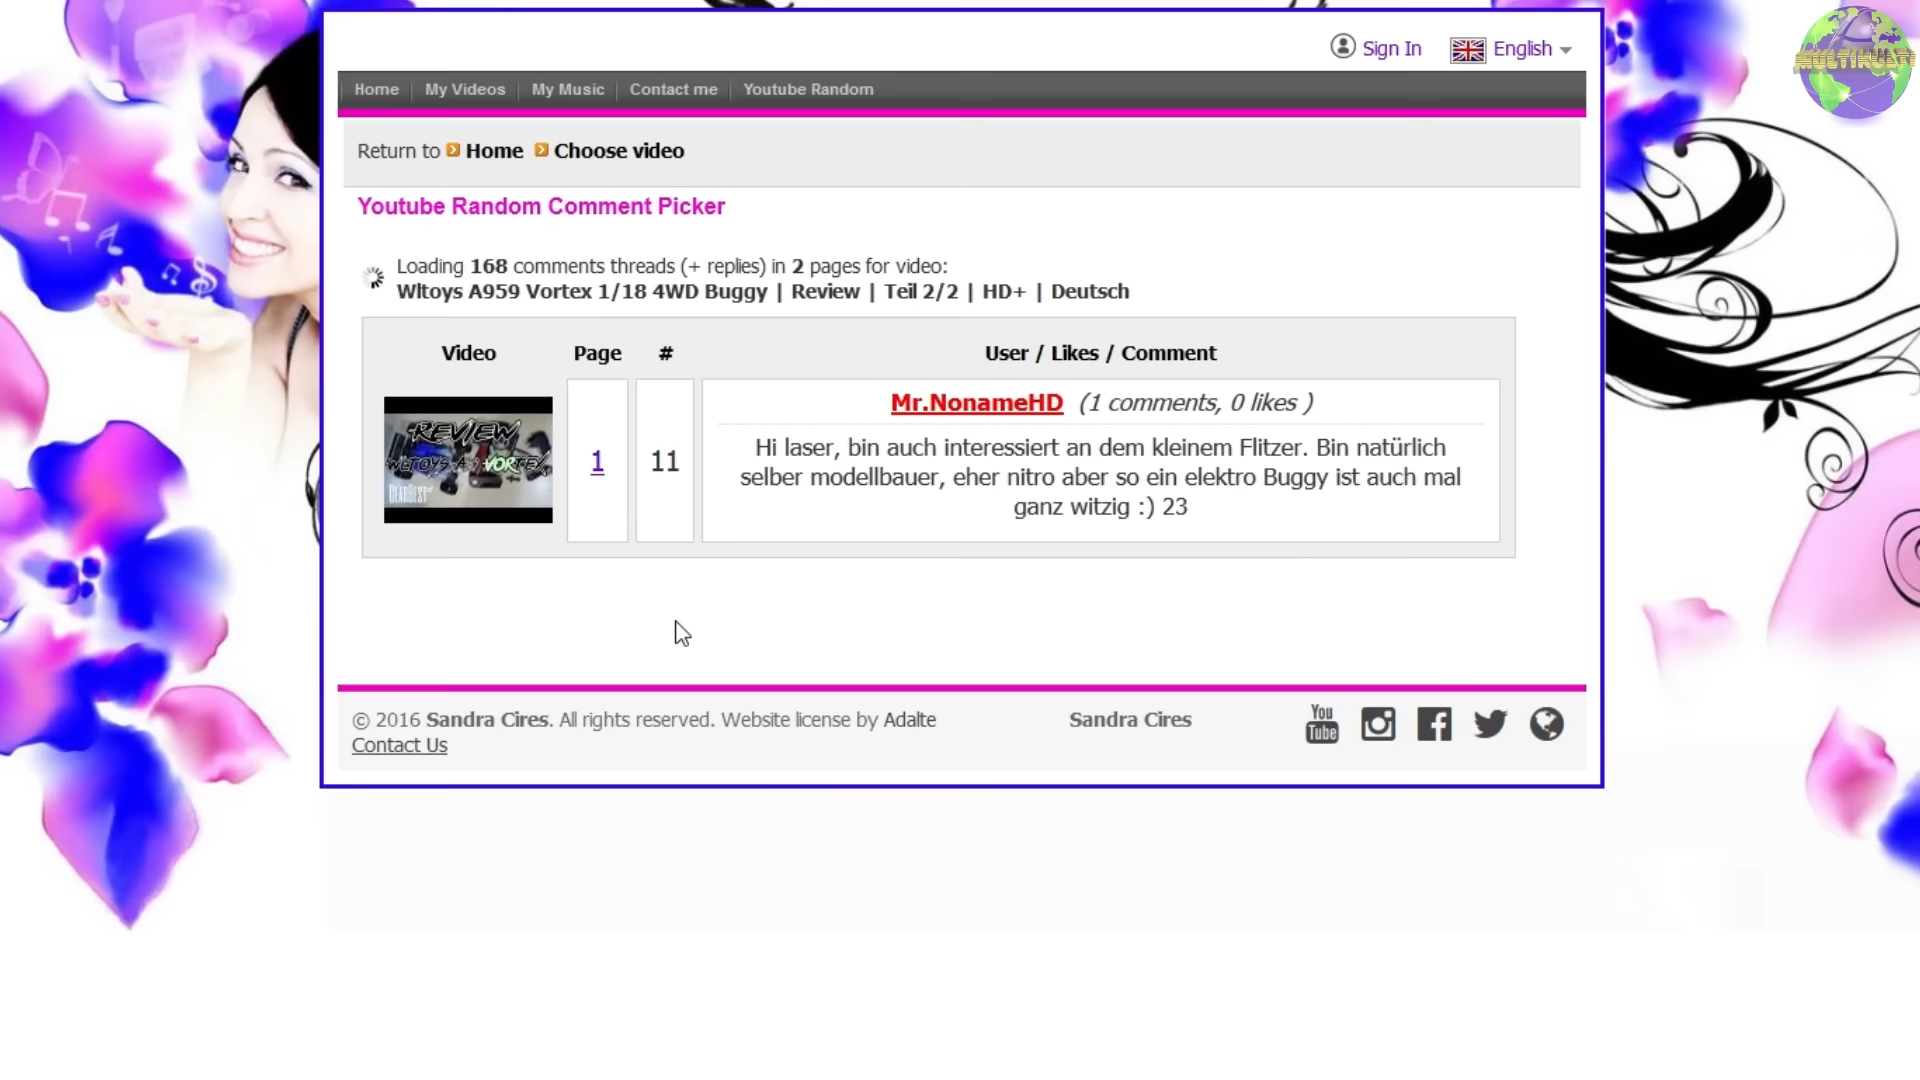 Sign In
English
MULTIKUSTI
Home
My Videos
My Music
Contact me
Youtube Random
Return to Home Choose video
Youtube Random Comment Picker
Loading 168 comments threads (+ replies) in 2 pages for video:
Wltoys A959 Vortex 1/18 4WD Buggy | Review | Teil 2/2 | HD+ | Deutsch
Video Page # User / Likes / Comment
REVIEW
GEARBEST
1
11
Mr.NonameHD (1 comments, 0 likes )
Hi laser, bin auch interessiert an dem kleinem Flitzer. Bin natürlich
selber modellbauer, eher nitro aber so ein elektro Buggy ist auch mal
ganz witzig :) 23
© 2016 Sandra Cires. All rights reserved. Website license by Adalte
Contact Us
Sandra Cires
You
Tube